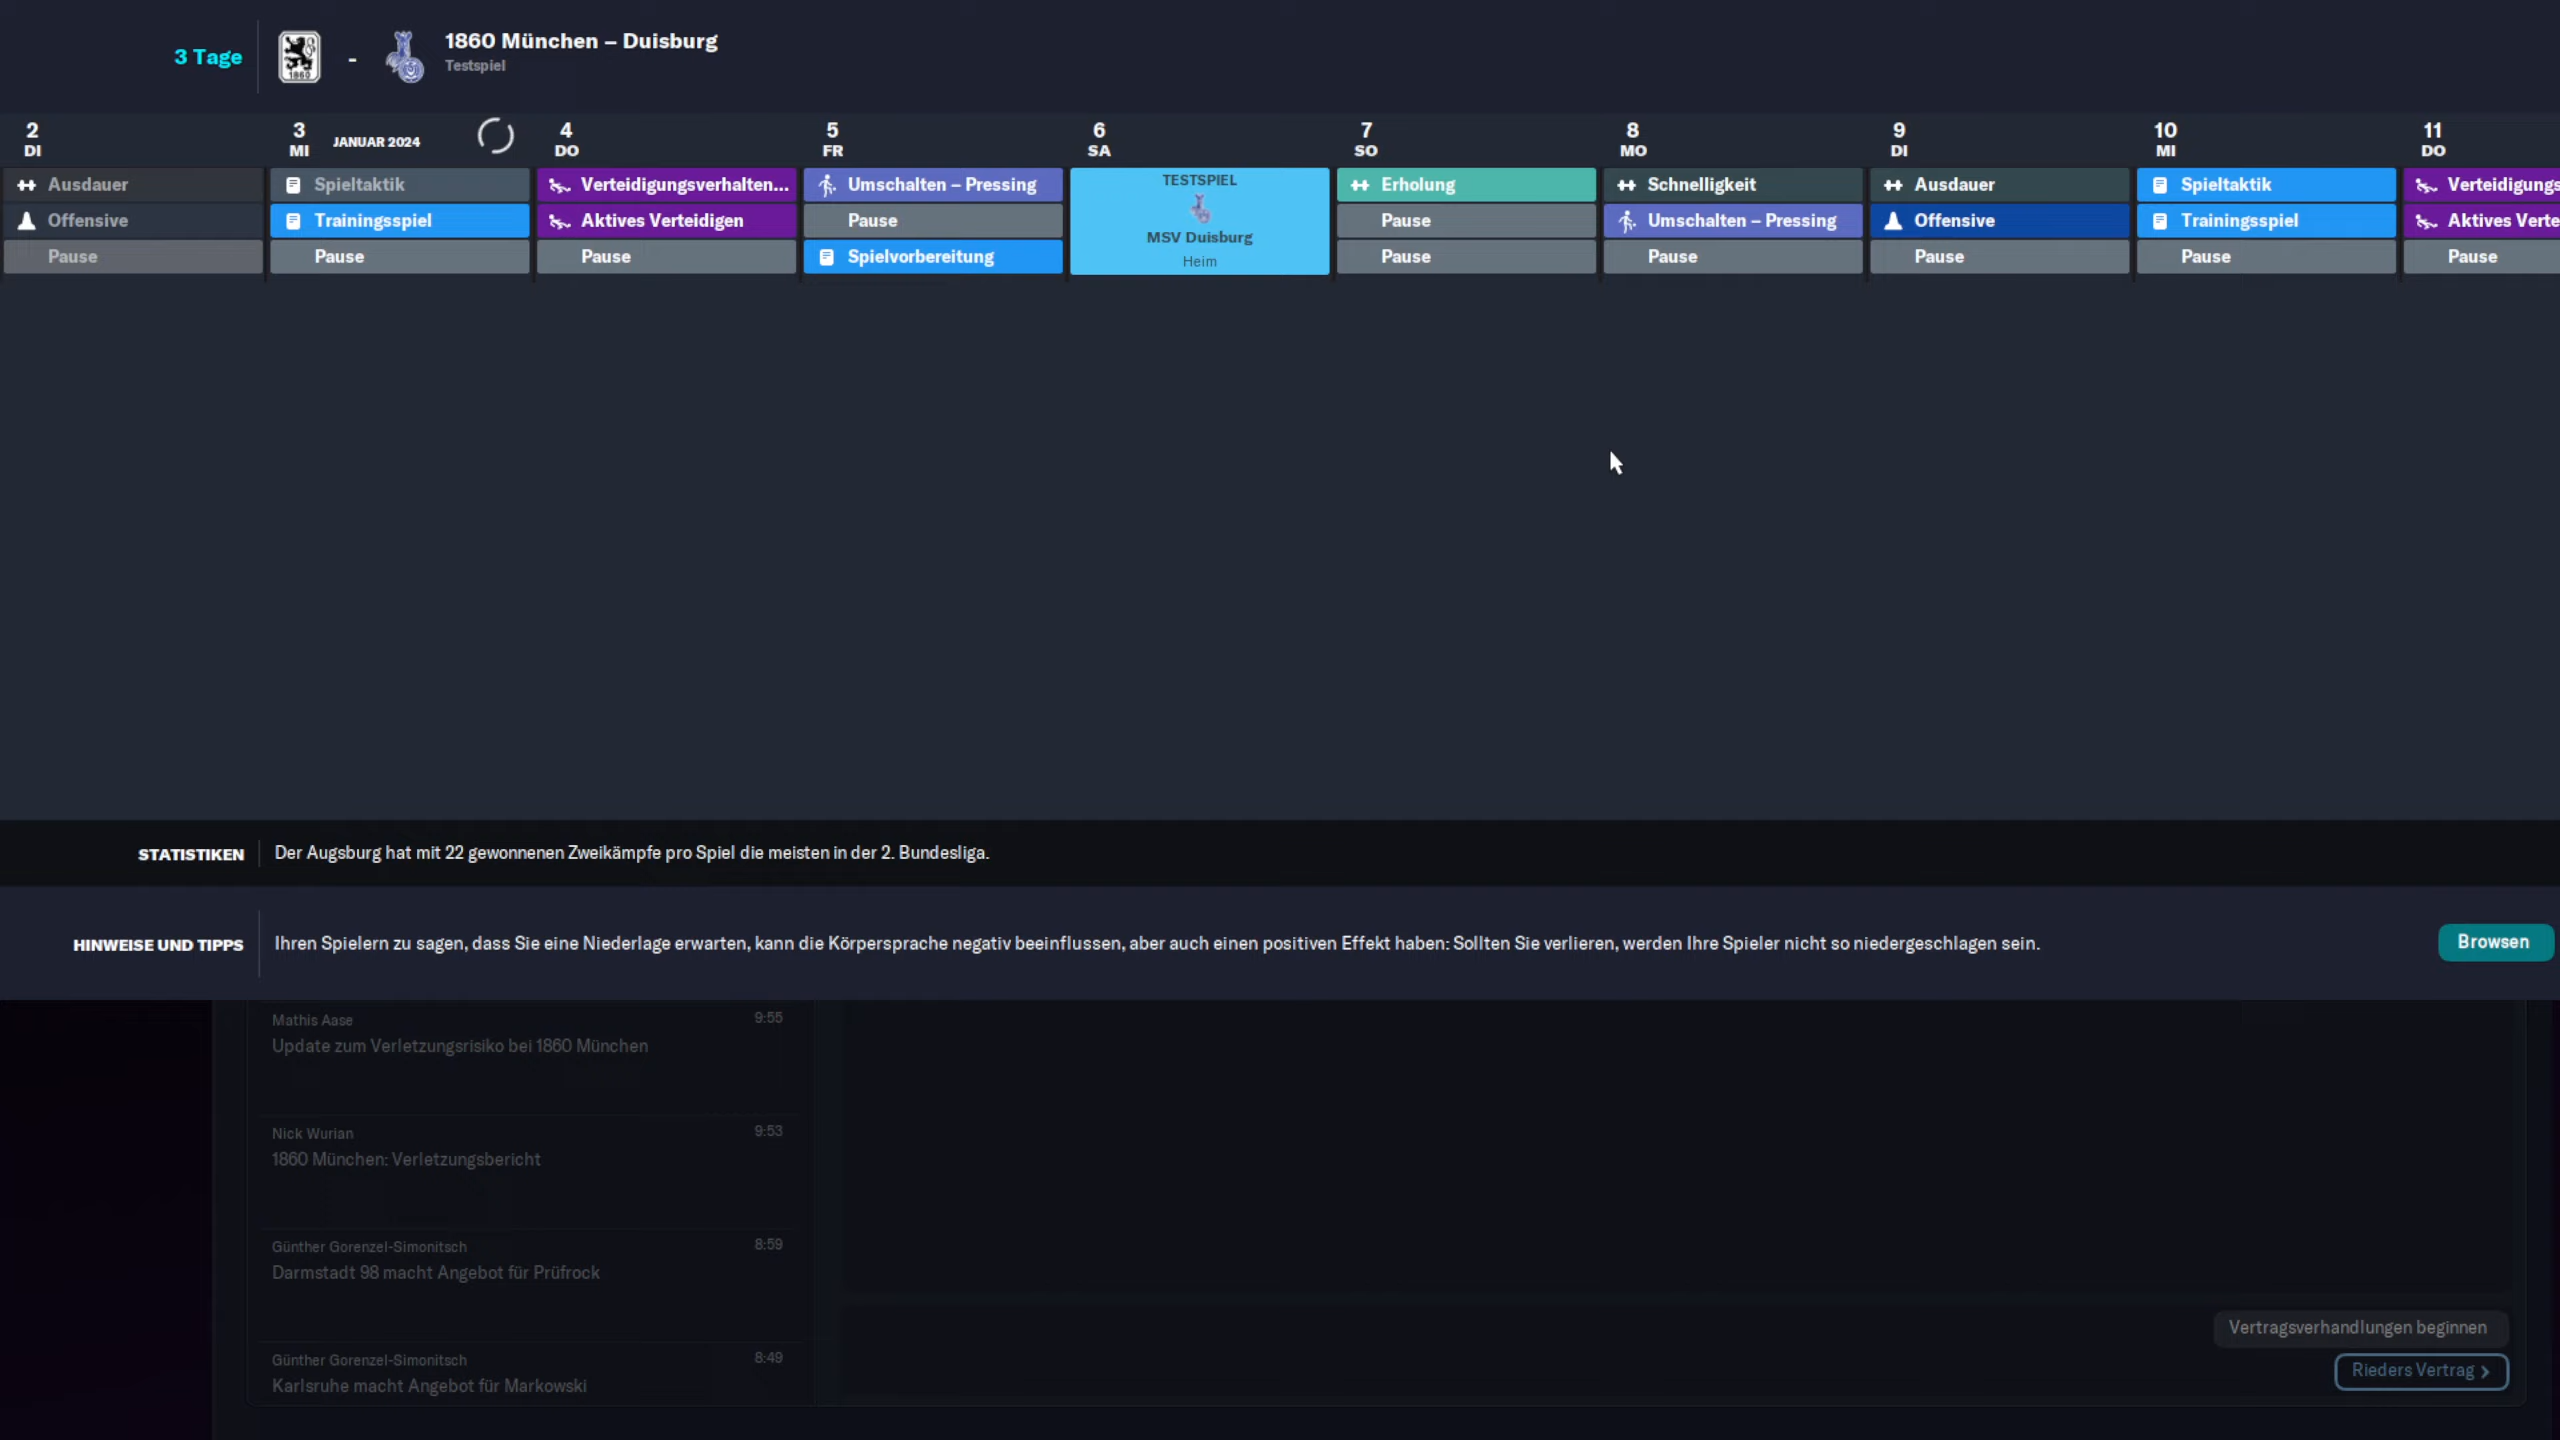 3 Tage
-
1860 München – Duisburg
Testspiel
1860
2
DI
3
MI
JANUAR 2024
4
DO
5
FR
6
SA
7
SO
8
MO
9
DI
10
MI
11
DO
Ausdauer
Offensive
Pause
Spieltaktik
Trainingsspiel
Pause
Verteidigungsverhalten...
Aktives Verteidigen
Pause
Umschalten – Pressing
Pause
Spielvorbereitung
TESTSPIEL
MSV Duisburg
Heim
Erholung
Pause
Pause
Schnelligkeit
Umschalten – Pressing
Pause
Ausdauer
Offensive
Pause
Spieltaktik
Trainingsspiel
Pause
Verteidigungs
Aktives Verte
Pause
STATISTIKEN
Der Augsburg hat mit 22 gewonnenen Zweikämpfe pro Spiel die meisten in der 2. Bundesliga.
HINWEISE UND TIPPS
Ihren Spielern zu sagen, dass Sie eine Niederlage erwarten, kann die Körpersprache negativ beeinflussen, aber auch einen positiven Effekt haben: Sollten Sie verlieren, werden Ihre Spieler nicht so niedergeschlagen sein.
Browsen
Mathis Aase
9:55
Update zum Verletzungsrisiko bei 1860 München
Nick Wurian
9:53
1860 München: Verletzungsbericht
Günther Gorenzel-Simonitsch
8:59
Darmstadt 98 macht Angebot für Prüfrock
Günther Gorenzel-Simonitsch
8:49
Karlsruhe macht Angebot für Markowski
Vertragsverhandlungen beginnen
Rieders Vertrag >